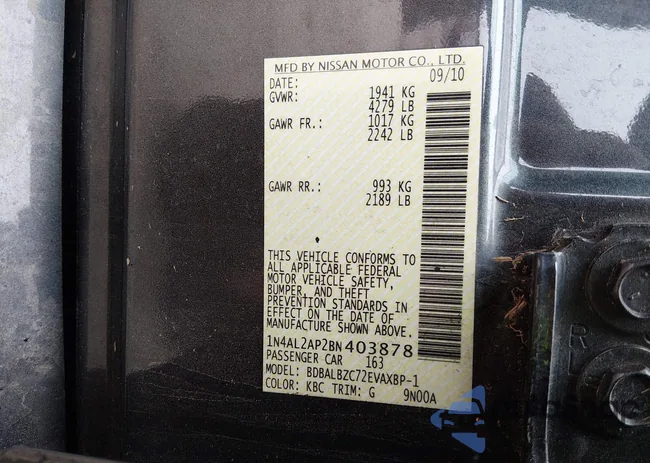 MFD BY NISSAN MOTOR CO., LTD.
DATE: 09/10
GVWR: 1941 KG
4279 LB
GAWR FR.: 1017 KG
2242 LB
GAWR RR.: 993 KG
2189 LB
THIS VEHICLE CONFORMS TO
ALL APPLICABLE FEDERAL
MOTOR VEHICLE SAFETY,
BUMPER, AND THEFT
PREVENTION STANDARDS IN
EFFECT ON THE DATE OF
MANUFACTURE SHOWN ABOVE.
1N4AL2AP2BN403878
PASSENGER CAR 163
MODEL: BDBALBZC72EVAXBP-1
COLOR: KBC TRIM: G 9N00A
R